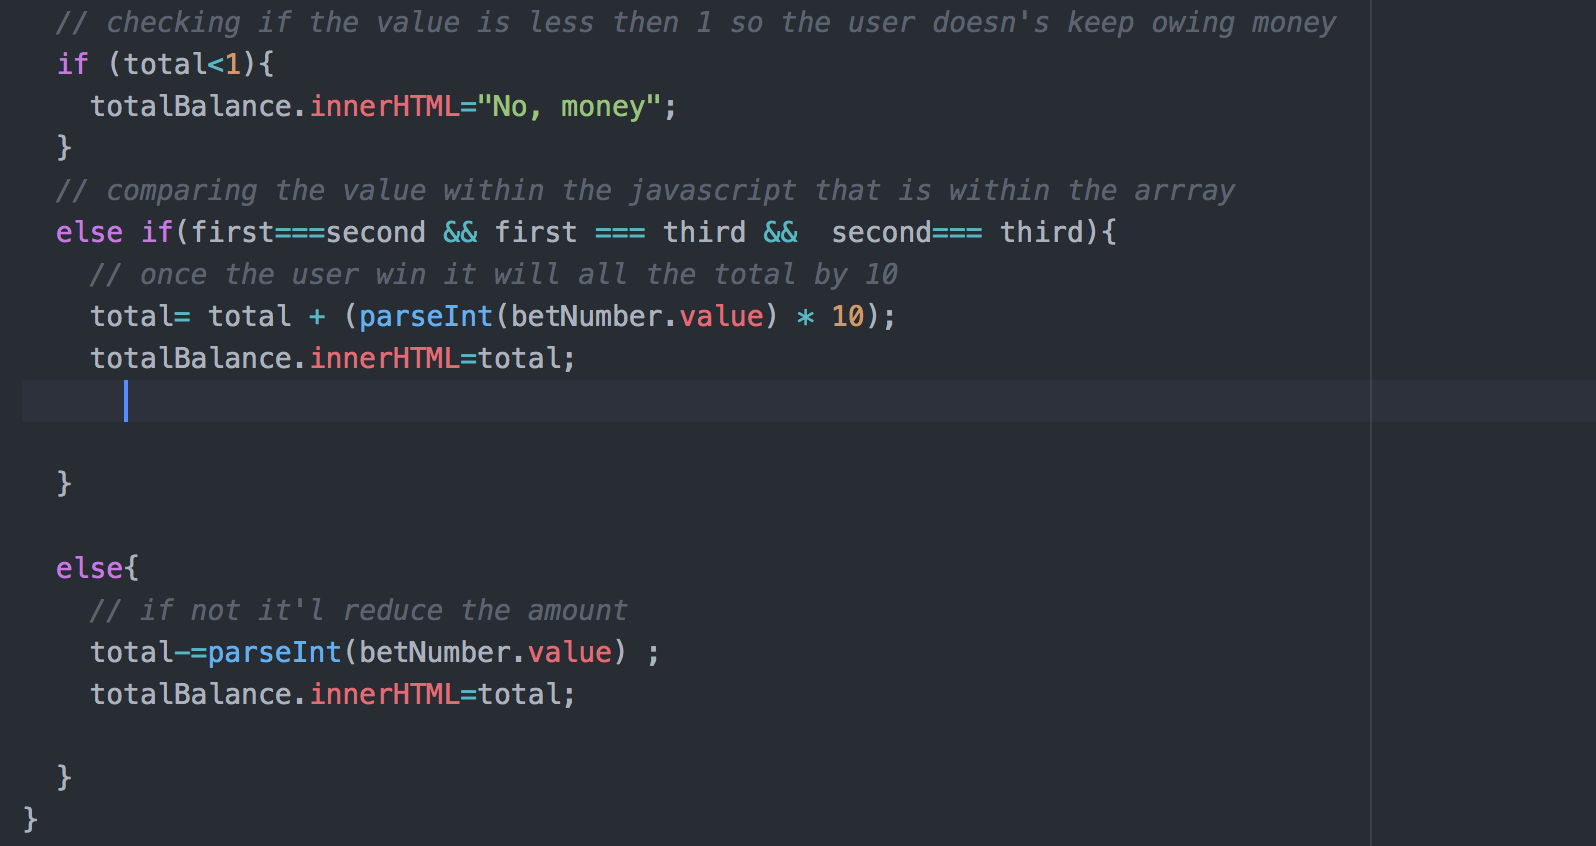 // checking if the value is less then 1 so the user doesn's keep owing money
if (total<1){
totalBalance.innerHTML="No, money";
}
// comparing the value within the javascript that is within the arrray
else if(first===second && first === third &&  second=== third){
// once the user win it will all the total by 10
total= total + (parseInt(betNumber.value) * 10);
totalBalance.innerHTML=total;
}
else{
// if not it'l reduce the amount
total-=parseInt(betNumber.value) ;
totalBalance.innerHTML=total;
}
}